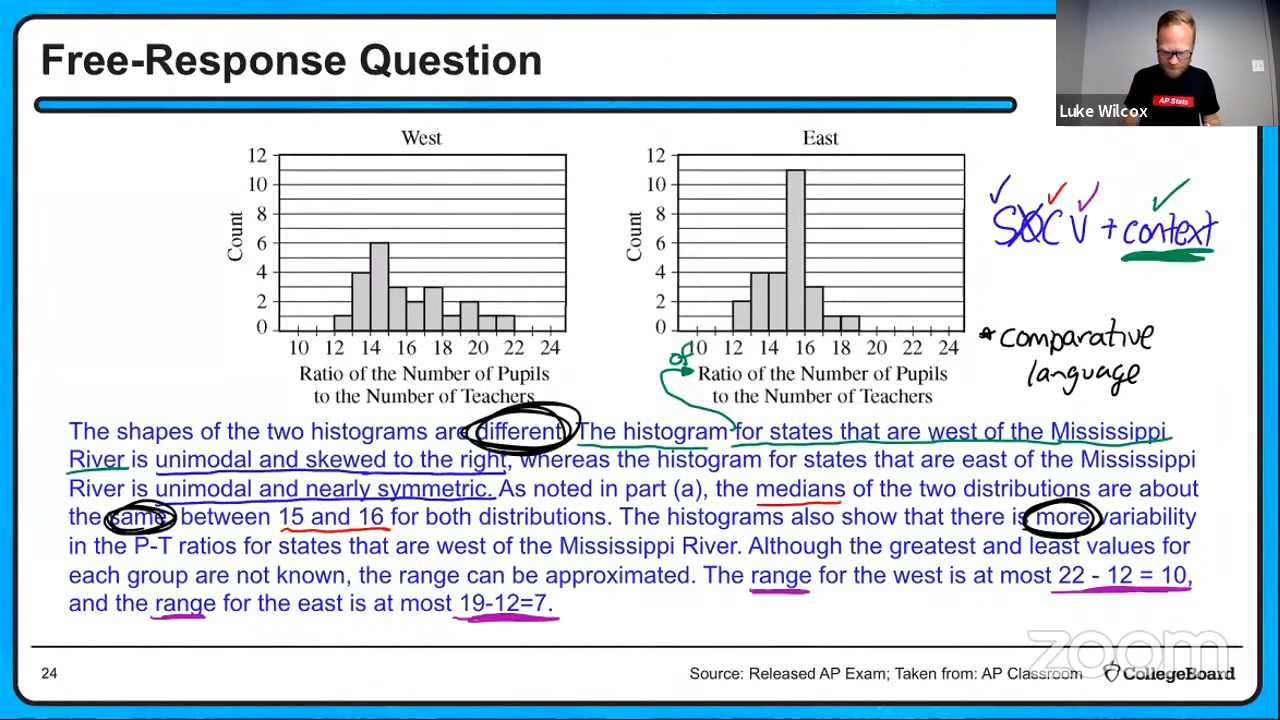 Free-Response Question
AP Stats
Luke Wilcox
West
12
10
8
6
4
2
0
Count
10 12 14 16 18 20 22 24
Ratio of the Number of Pupils
to the Number of Teachers
East
12
10
8
6
4
2
0
Count
10 12 14 16 18 20 22 24
of
Ratio of the Number of Pupils
to the Number of Teachers
SOCV + context
* comparative
language
The shapes of the two histograms are different. The histogram for states that are west of the Mississippi
River is unimodal and skewed to the right, whereas the histogram for states that are east of the Mississippi
River is unimodal and nearly symmetric. As noted in part (a), the medians of the two distributions are about
the same between 15 and 16 for both distributions. The histograms also show that there is more variability
in the P-T ratios for states that are west of the Mississippi River. Although the greatest and least values for
each group are not known, the range can be approximated. The range for the west is at most 22 - 12 = 10,
and the range for the east is at most 19-12=7.
zoom
24
Source: Released AP Exam; Taken from: AP Classroom
CollegeBoard